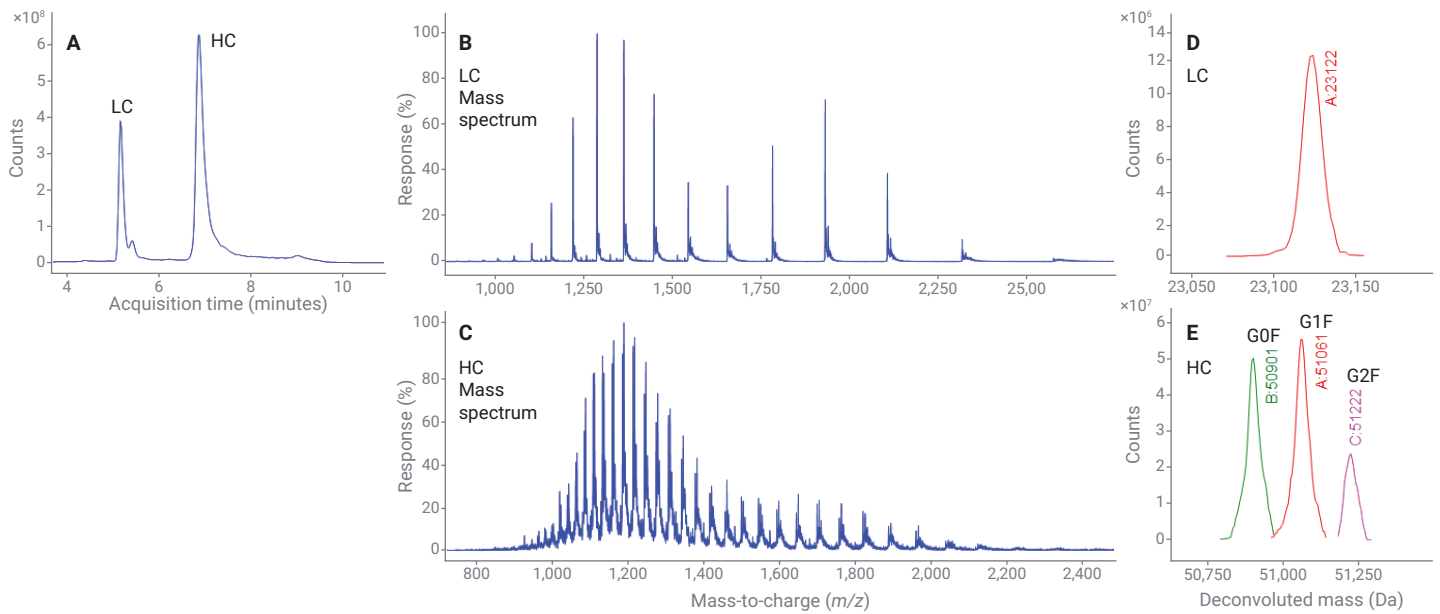 ×10⁸
A
6
5
4
3
2
1
0
LC
HC
Counts
4
6
8
10
Acquisition time (minutes)
B
LC
Mass
spectrum
100
80
60
40
20
0
Response (%)
1,000
1,250
1,500
1,750
2,000
2,250
25,00
C
HC
Mass
spectrum
100
80
60
40
20
0
Response (%)
800
1,000
1,200
1,400
1,600
1,800
2,000
2,200
2,400
Mass-to-charge (m/z)
×10⁶
D
LC
14
12
10
8
6
4
2
0
Counts
A:23122
23,050
23,100
23,150
×10⁷
E
HC
6
5
4
3
2
1
0
Counts
G0F
B:50901
G1F
A:51061
G2F
C:51222
50,750
51,000
51,250
Deconvoluted mass (Da)